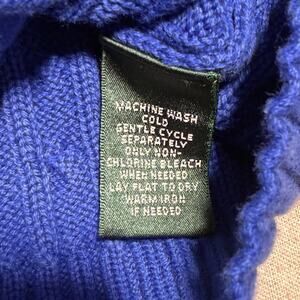 MACHINE WASH
COLD
GENTLE CYCLE
SEPARATELY
ONLY NON-
CHLORINE BLEACH
WHEN NEEDED
LAY FLAT TO DRY
WARM IRON
IF NEEDED